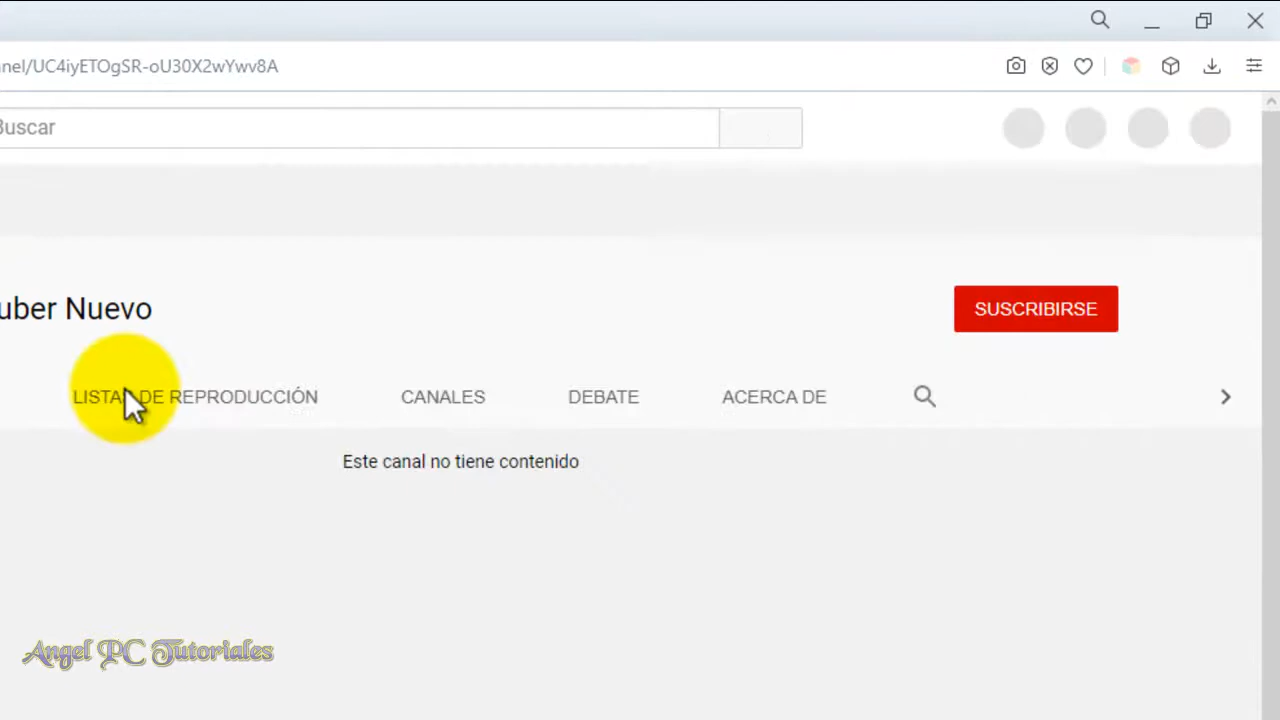 nel/UC4iyETOgSR-oU30X2wYwv8A
Buscar
uber Nuevo
SUSCRIBIRSE
LISTAS DE REPRODUCCIÓN
CANALES
DEBATE
ACERCA DE
Este canal no tiene contenido
Angel PC Tutoriales